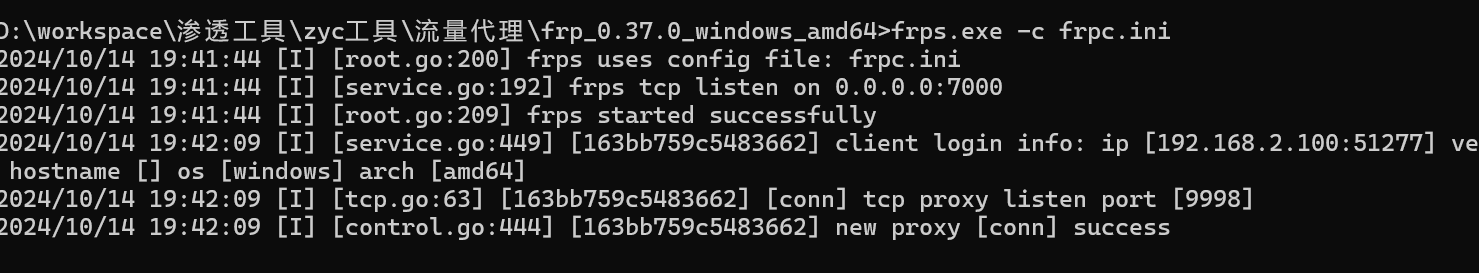 D:\workspace\渗透工具\zyc工具\流量代理\frp_0.37.0_windows_amd64>frps.exe -c frpc.ini
2024/10/14 19:41:44 [I] [root.go:200] frps uses config file: frpc.ini
2024/10/14 19:41:44 [I] [service.go:192] frps tcp listen on 0.0.0.0:7000
2024/10/14 19:41:44 [I] [root.go:209] frps started successfully
2024/10/14 19:42:09 [I] [service.go:449] [163bb759c5483662] client login info: ip [192.168.2.100:51277] ve
hostname [] os [windows] arch [amd64]
2024/10/14 19:42:09 [I] [tcp.go:63] [163bb759c5483662] [conn] tcp proxy listen port [9998]
2024/10/14 19:42:09 [I] [control.go:444] [163bb759c5483662] new proxy [conn] success